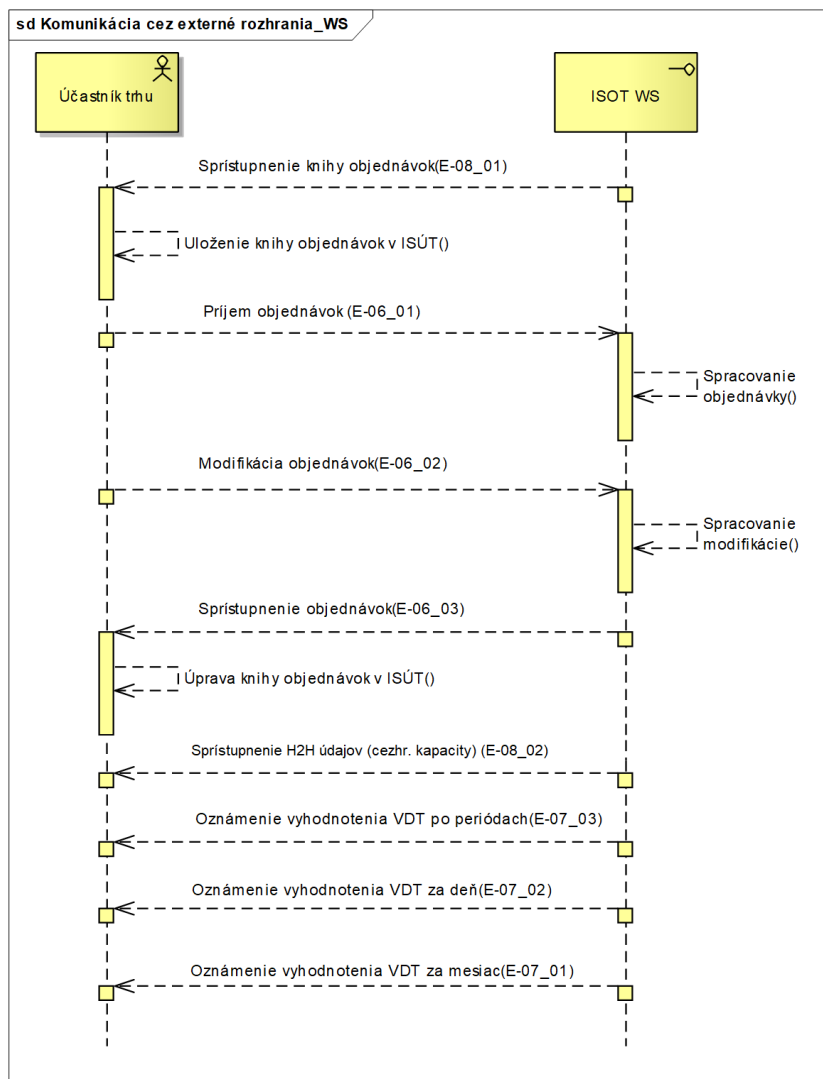 sd Komunikácia cez externé rozhrania_WS
Účastník trhu
ISOT WS
Sprístupnenie knihy objednávok(E-08_01)
Uloženie knihy objednávok v ISÚT()
Príjem objednávok (E-06_01)
Spracovanie
objednávky()
Modifikácia objednávok(E-06_02)
Spracovanie
modifikácie()
Sprístupnenie objednávok(E-06_03)
Úprava knihy objednávok v ISÚT()
Sprístupnenie H2H údajov (cezhr. kapacity) (E-08_02)
Oznámenie vyhodnotenia VDT po periódach(E-07_03)
Oznámenie vyhodnotenia VDT za deň(E-07_02)
Oznámenie vyhodnotenia VDT za mesiac(E-07_01)